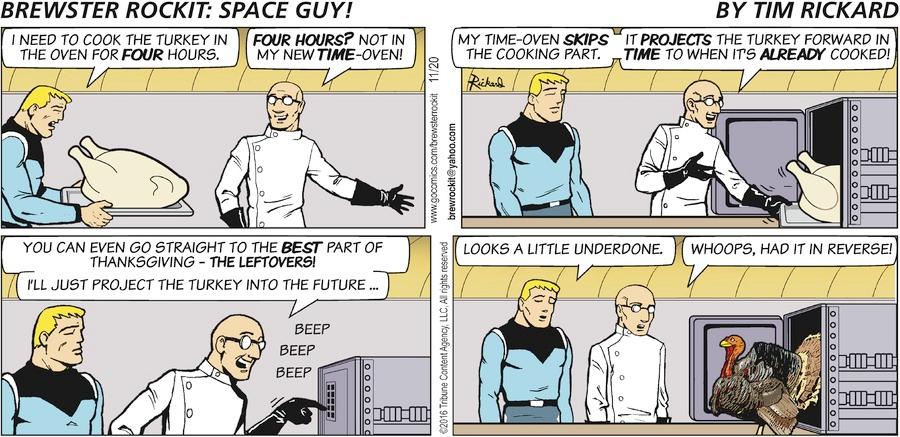 BREWSTER ROCKIT: SPACE GUY!
BY TIM RICKARD
I NEED TO COOK THE TURKEY IN
THE OVEN FOR FOUR HOURS.
FOUR HOURS? NOT IN
MY NEW TIME-OVEN!
11/20
www.gocomics.com/brewsterrockit
MY TIME-OVEN SKIPS
THE COOKING PART.
IT PROJECTS THE TURKEY FORWARD IN
TIME TO WHEN IT'S ALREADY COOKED!
Rickard
brewrockit@yahoo.com
YOU CAN EVEN GO STRAIGHT TO THE BEST PART OF
THANKSGIVING - THE LEFTOVERS!
I'LL JUST PROJECT THE TURKEY INTO THE FUTURE ...
BEEP
BEEP
BEEP
©2016 Tribune Content Agency, LLC. All rights reserved
LOOKS A LITTLE UNDERDONE.
WHOOPS, HAD IT IN REVERSE!